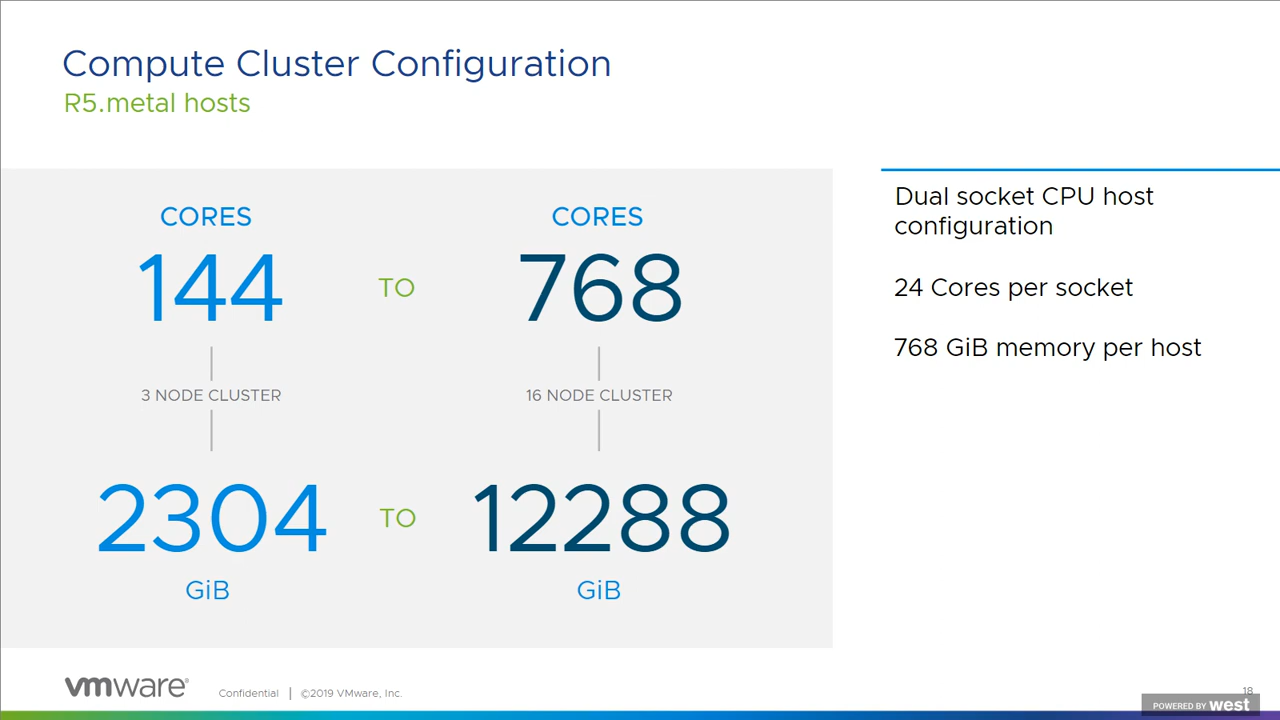 Compute Cluster Configuration
R5.metal hosts
CORES
144
TO
CORES
768
3 NODE CLUSTER
16 NODE CLUSTER
2304
TO
12288
GiB
GiB
Dual socket CPU host
configuration
24 Cores per socket
768 GiB memory per host
vmware®
Confidential | ©2019 VMware, Inc.
18
POWERED BY west